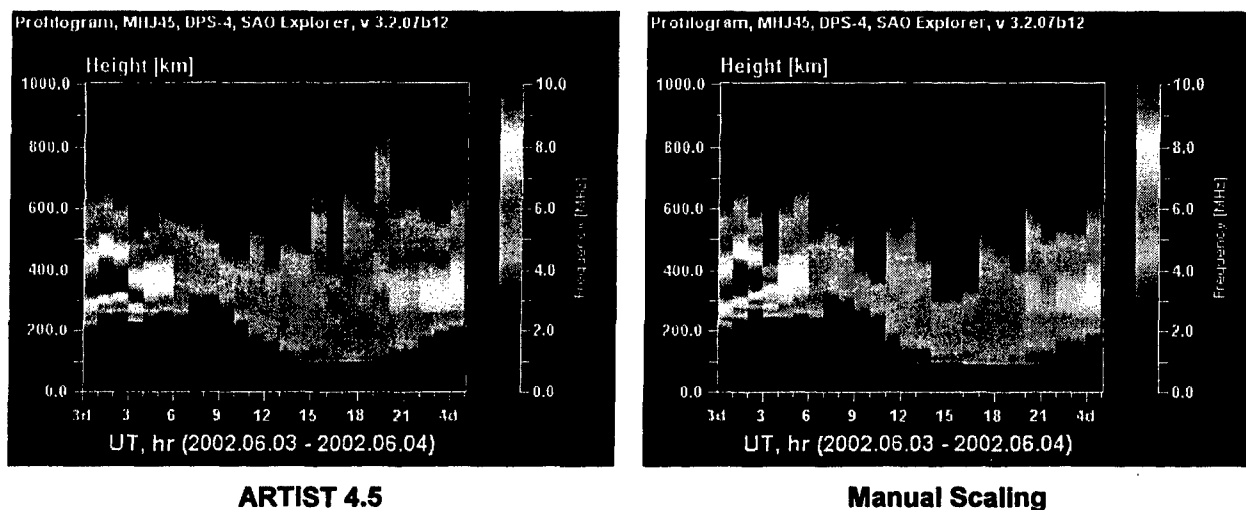 Profilogram, MHJ45, DPS-4, SAO Explorer, v 3.2.07b12
Height [km]
1000.0
800.0
600.0
400.0
200.0
0.0
10.0
8.0
6.0
4.0
2.0
0.0
Frequency [MHz]
3d 3 6 9 12 15 18 21 4d
UT, hr (2002.06.03 - 2002.06.04)
ARTIST 4.5
Profilogram, MHJ45, DPS-4, SAO Explorer, v 3.2.07b12
Height [km]
1000.0
800.0
600.0
400.0
200.0
0.0
10.0
8.0
6.0
4.0
2.0
0.0
Frequency [MHz]
3d 3 6 9 12 15 18 21 4d
UT, hr (2002.06.03 - 2002.06.04)
Manual Scaling